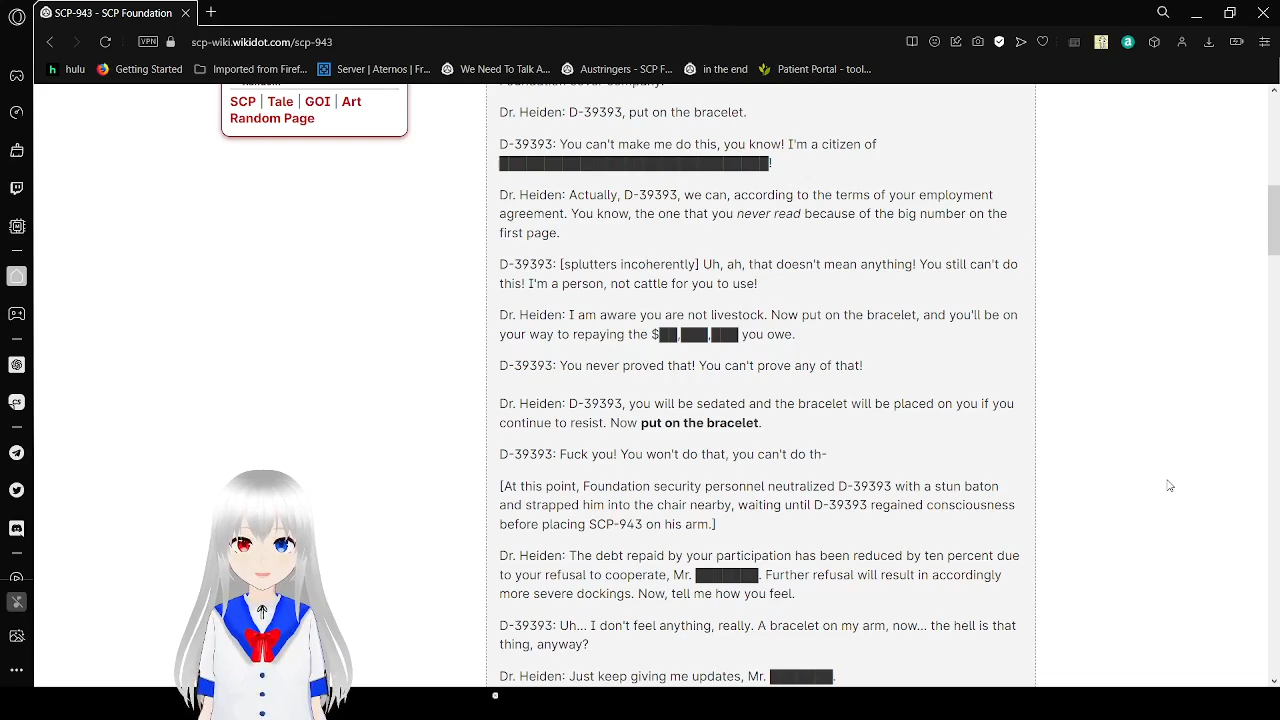 SCP-943 - SCP Foundation
VPN
scp-wiki.wikidot.com/scp-943
hulu
Getting Started
Imported from Firef...
Server | Aternos | Fr...
We Need To Talk A...
Austringers - SCP F...
in the end
Patient Portal - tool...
SCP | Tale | GOI | Art
Random Page
Foundation cover company.
Dr. Heiden: D-39393, put on the bracelet.
D-39393: You can't make me do this, you know! I'm a citizen of
██████████████████████████████!
Dr. Heiden: Actually, D-39393, we can, according to the terms of your employment
agreement. You know, the one that you never read because of the big number on the
first page.
D-39393: [splutters incoherently] Uh, ah, that doesn't mean anything! You still can't do
this! I'm a person, not cattle for you to use!
Dr. Heiden: I am aware you are not livestock. Now put on the bracelet, and you'll be on
your way to repaying the $██,███,███ you owe.
D-39393: You never proved that! You can't prove any of that!
Dr. Heiden: D-39393, you will be sedated and the bracelet will be placed on you if you
continue to resist. Now put on the bracelet.
D-39393: Fuck you! You won't do that, you can't do th-
[At this point, Foundation security personnel neutralized D-39393 with a stun baton
and strapped him into the chair nearby, waiting until D-39393 regained consciousness
before placing SCP-943 on his arm.]
Dr. Heiden: The debt repaid by your participation has been reduced by ten percent due
to your refusal to cooperate, Mr. ███████. Further refusal will result in accordingly
more severe dockings. Now, tell me how you feel.
D-39393: Uh... I don't feel anything, really. A bracelet on my arm, now... the hell is that
thing, anyway?
Dr. Heiden: Just keep giving me updates, Mr. ███████.